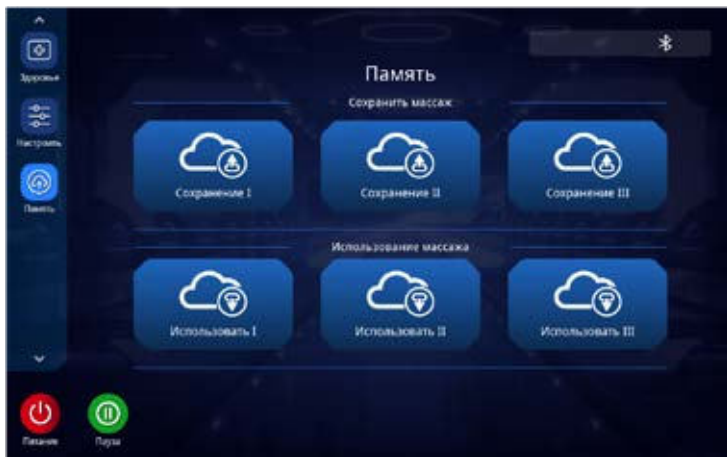 Память
Сохранить массаж
Сохранение I
Сохранение II
Сохранение III
Использование массажа
Использовать I
Использовать II
Использовать III
Здоровье
Настроить
Память
Питание
Пауза